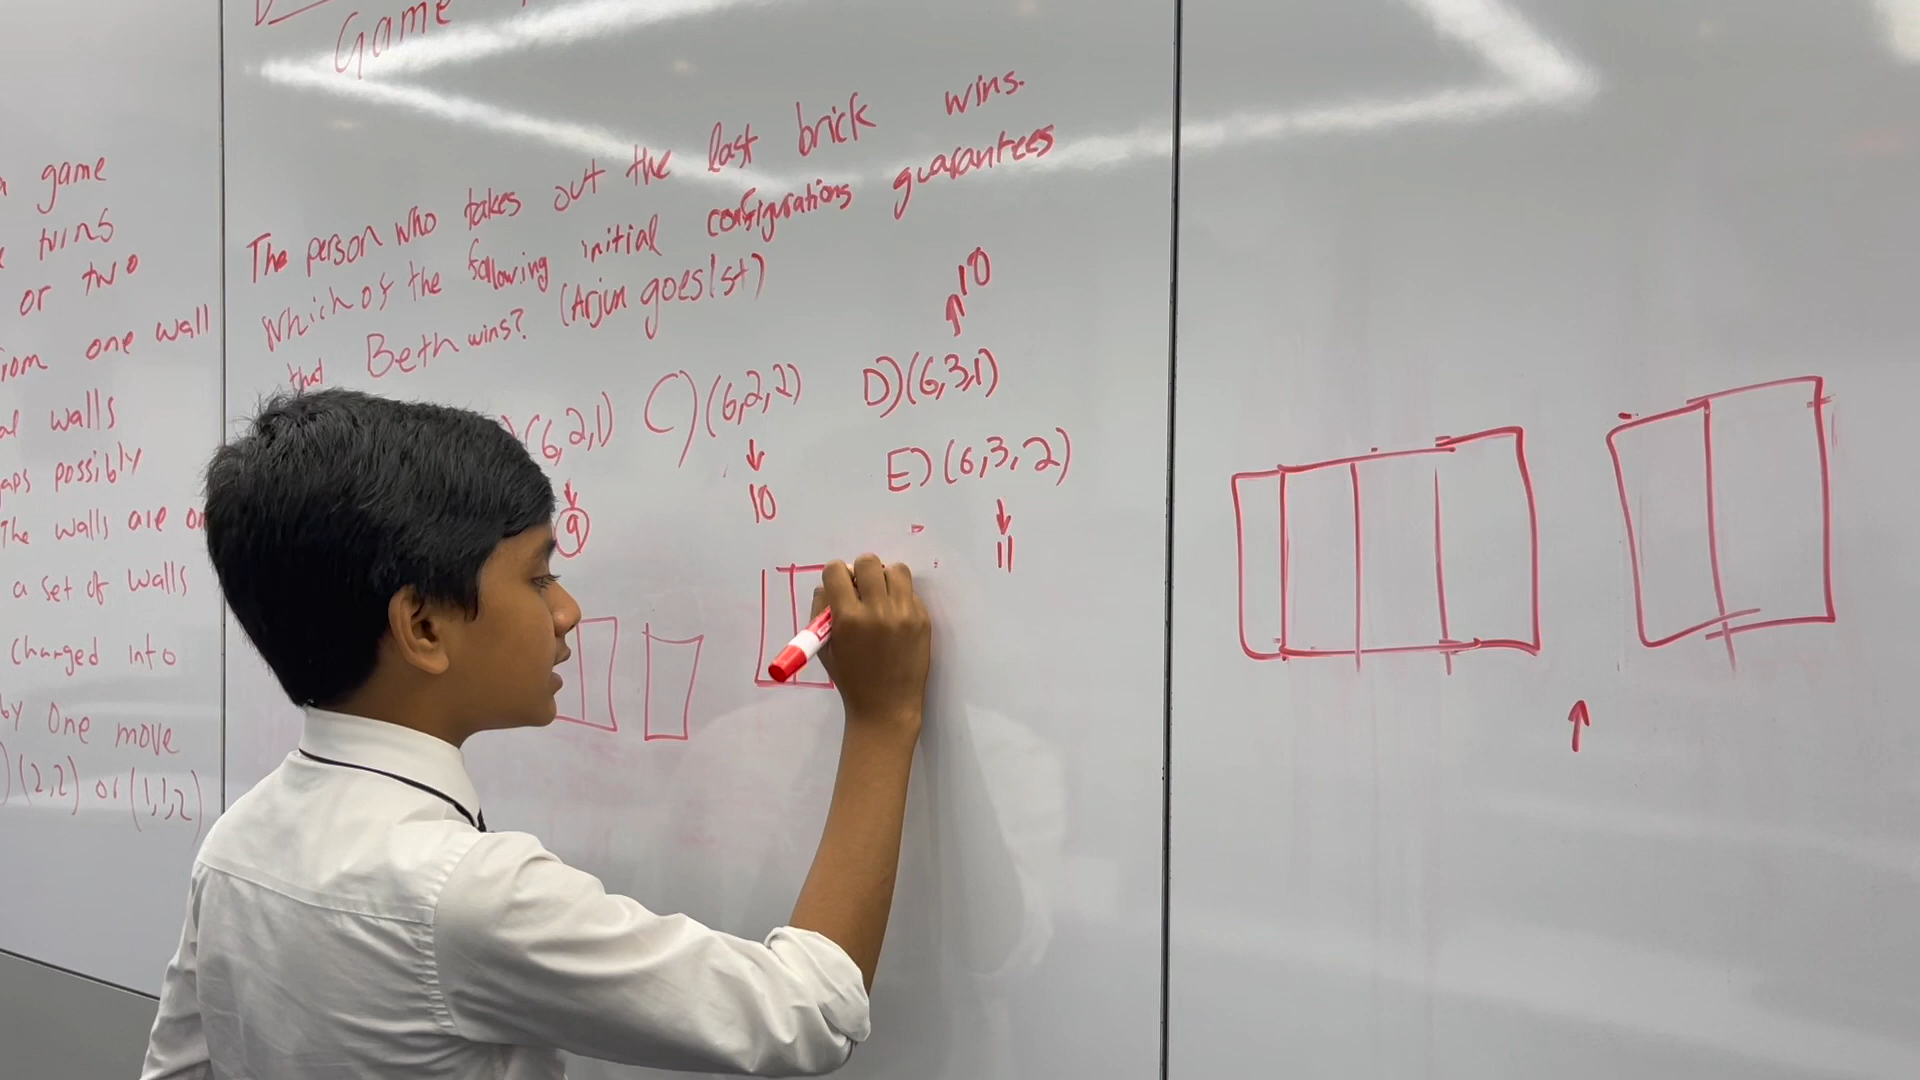 Game
game
twins
or two
one wall
walls
possibly
The walls are
a set of walls
changed into
by one move
(2,2) or (1,1,2)
The person who takes out the last brick wins.
Which of the following initial configurations guarantees
that Beth wins? (Arjun goes 1st)
(6,2,1)
9
C) (6,2,2)
10
D) (6,3,1)
10
E) (6,3,2)
11